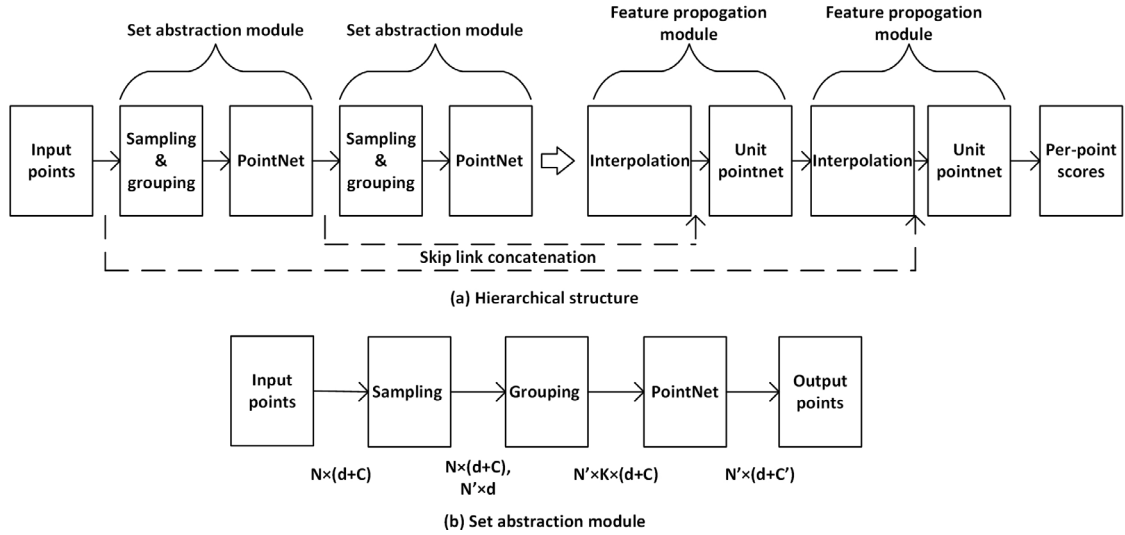 Set abstraction module
Set abstraction module
Feature propogation
module
Feature propogation
module
Input
points
Sampling
&
grouping
PointNet
Sampling
&
grouping
PointNet
Interpolation
Unit
pointnet
Interpolation
Unit
pointnet
Per-point
scores
Skip link concatenation
(a) Hierarchical structure
Input
points
Sampling
Grouping
PointNet
Output
points
N×(d+C)
N×(d+C),
N’×d
N’×K×(d+C)
N’×(d+C’)
(b) Set abstraction module